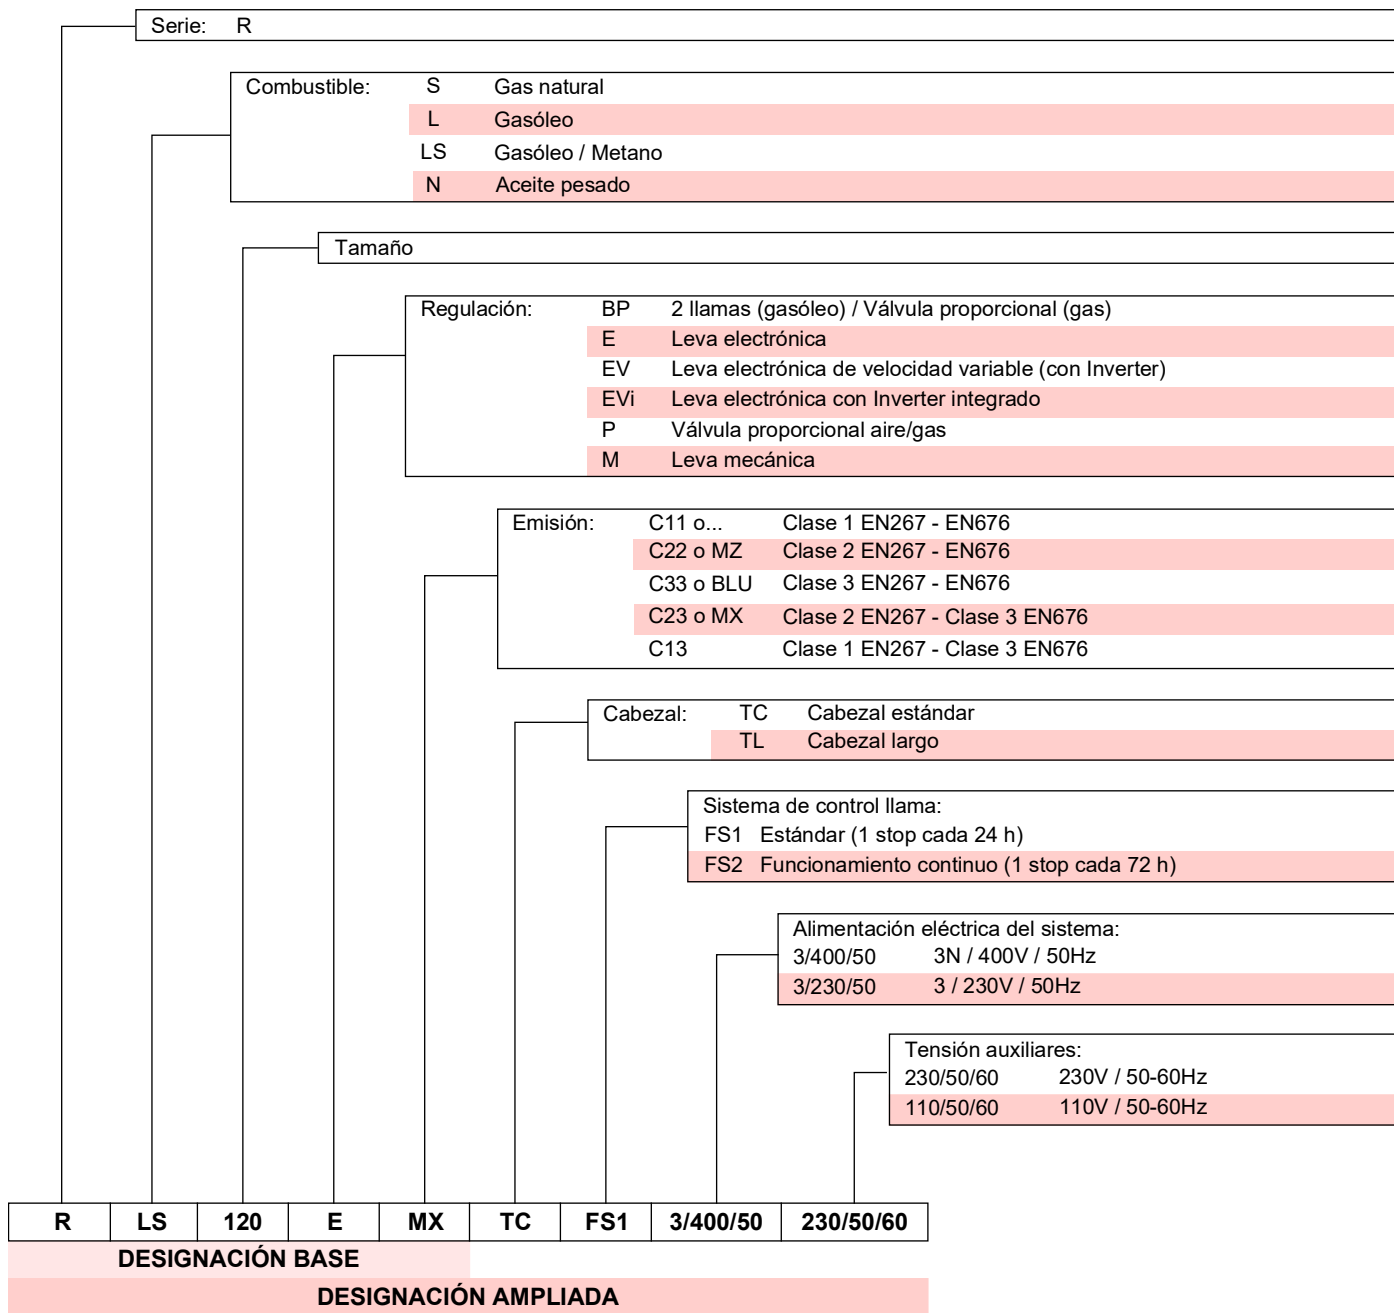 Serie: R
Combustible: S Gas natural
L Gasóleo
LS Gasóleo / Metano
N Aceite pesado
Tamaño
Regulación: BP 2 llamas (gasóleo) / Válvula proporcional (gas)
E Leva electrónica
EV Leva electrónica de velocidad variable (con Inverter)
EVi Leva electrónica con Inverter integrado
P Válvula proporcional aire/gas
M Leva mecánica
Emisión: C11 o... Clase 1 EN267 - EN676
C22 o MZ Clase 2 EN267 - EN676
C33 o BLU Clase 3 EN267 - EN676
C23 o MX Clase 2 EN267 - Clase 3 EN676
C13 Clase 1 EN267 - Clase 3 EN676
Cabezal: TC Cabezal estándar
TL Cabezal largo
Sistema de control llama:
FS1 Estándar (1 stop cada 24 h)
FS2 Funcionamiento continuo (1 stop cada 72 h)
Alimentación eléctrica del sistema:
3/400/50 3N / 400V / 50Hz
3/230/50 3 / 230V / 50Hz
Tensión auxiliares:
230/50/60 230V / 50-60Hz
110/50/60 110V / 50-60Hz
R LS 120 E MX TC FS1 3/400/50 230/50/60
DESIGNACIÓN BASE
DESIGNACIÓN AMPLIADA